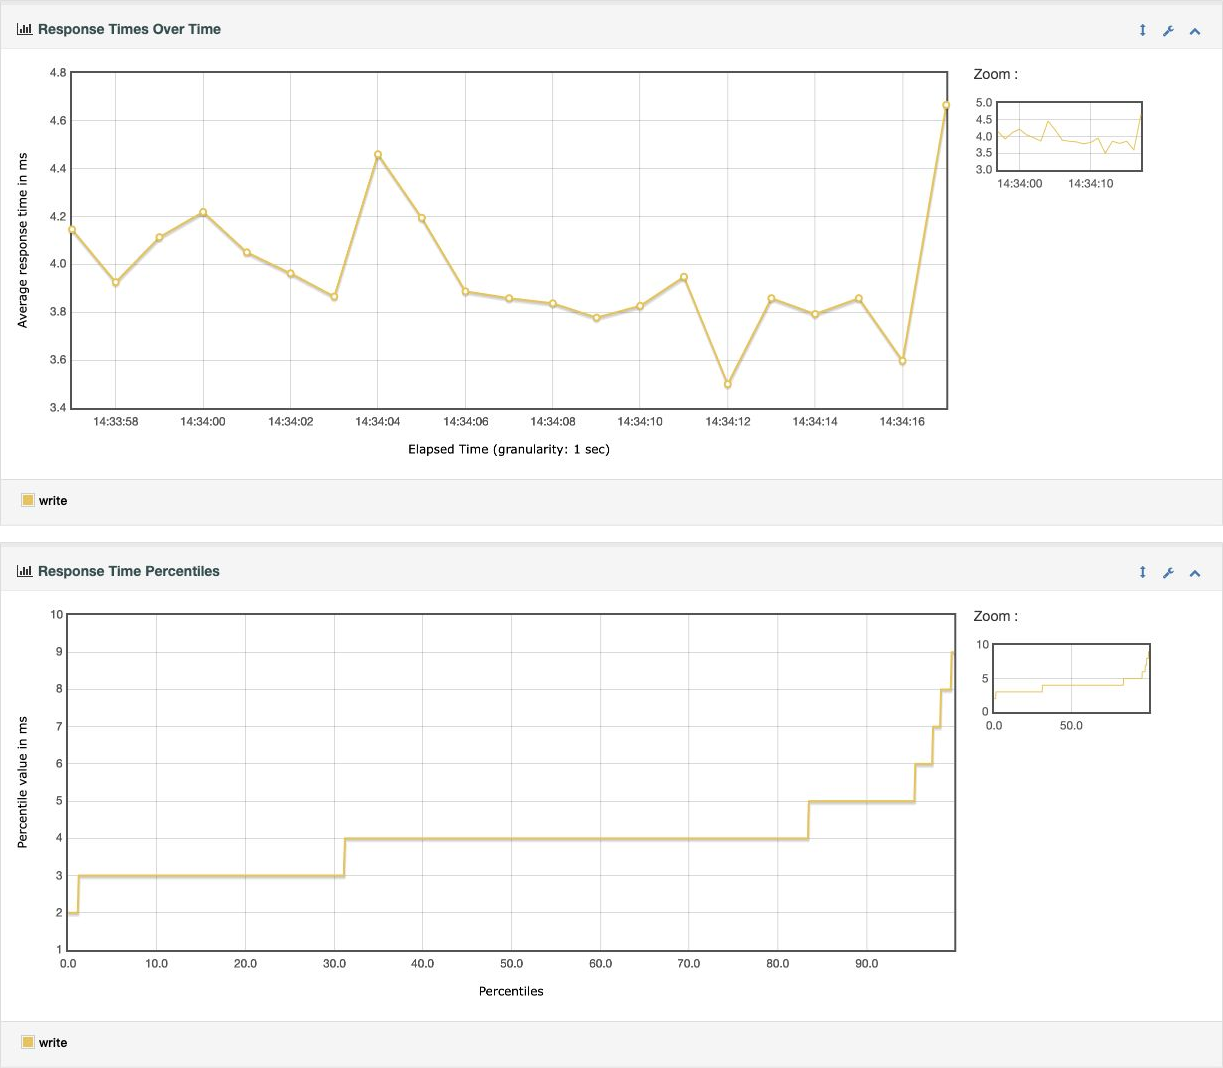 Response Times Over Time
Zoom :
4.8
4.6
4.4
4.2
4.0
3.8
3.6
3.4
Average response time in ms
14:33:58 14:34:00 14:34:02 14:34:04 14:34:06 14:34:08 14:34:10 14:34:12 14:34:14 14:34:16
Elapsed Time (granularity: 1 sec)
5.0
4.5
4.0
3.5
3.0
14:34:00 14:34:10
write
Response Time Percentiles
Zoom :
10
9
8
7
6
5
4
3
2
1
Percentile value in ms
0.0 10.0 20.0 30.0 40.0 50.0 60.0 70.0 80.0 90.0
Percentiles
10
5
0
0.0 50.0
write